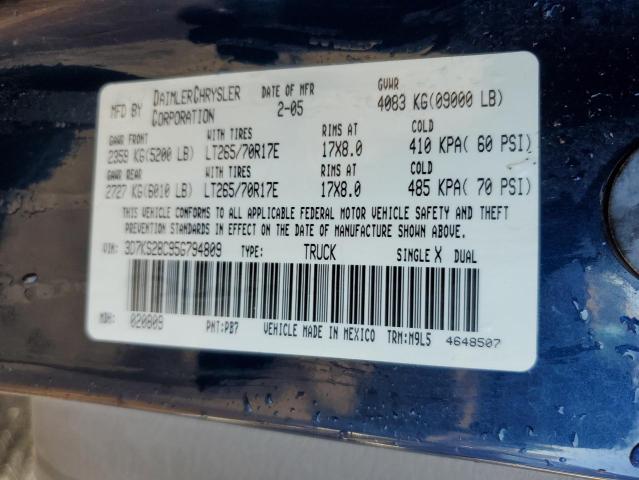 MFD BY DAIMLERCHRYSLER CORPORATION DATE OF MFR 2-05 GVWR 4083 KG(09000 LB)
GAWR FRONT WITH TIRES RIMS AT COLD
2359 KG(5200 LB) LT265/70R17E 17X8.0 410 KPA( 60 PSI)
GAWR REAR WITH TIRES RIMS AT COLD
2727 KG(6010 LB) LT265/70R17E 17X8.0 485 KPA( 70 PSI)
THIS VEHICLE CONFORMS TO ALL APPLICABLE FEDERAL MOTOR VEHICLE SAFETY AND THEFT
PREVENTION STANDARDS IN EFFECT ON THE DATE OF MANUFACTURE SHOWN ABOVE.
VIN: 3D7KS28C95G794809 TYPE: TRUCK SINGLE X DUAL
MDH: 020809 PNT:PB7 VEHICLE MADE IN MEXICO TRM:M9L5 4648507